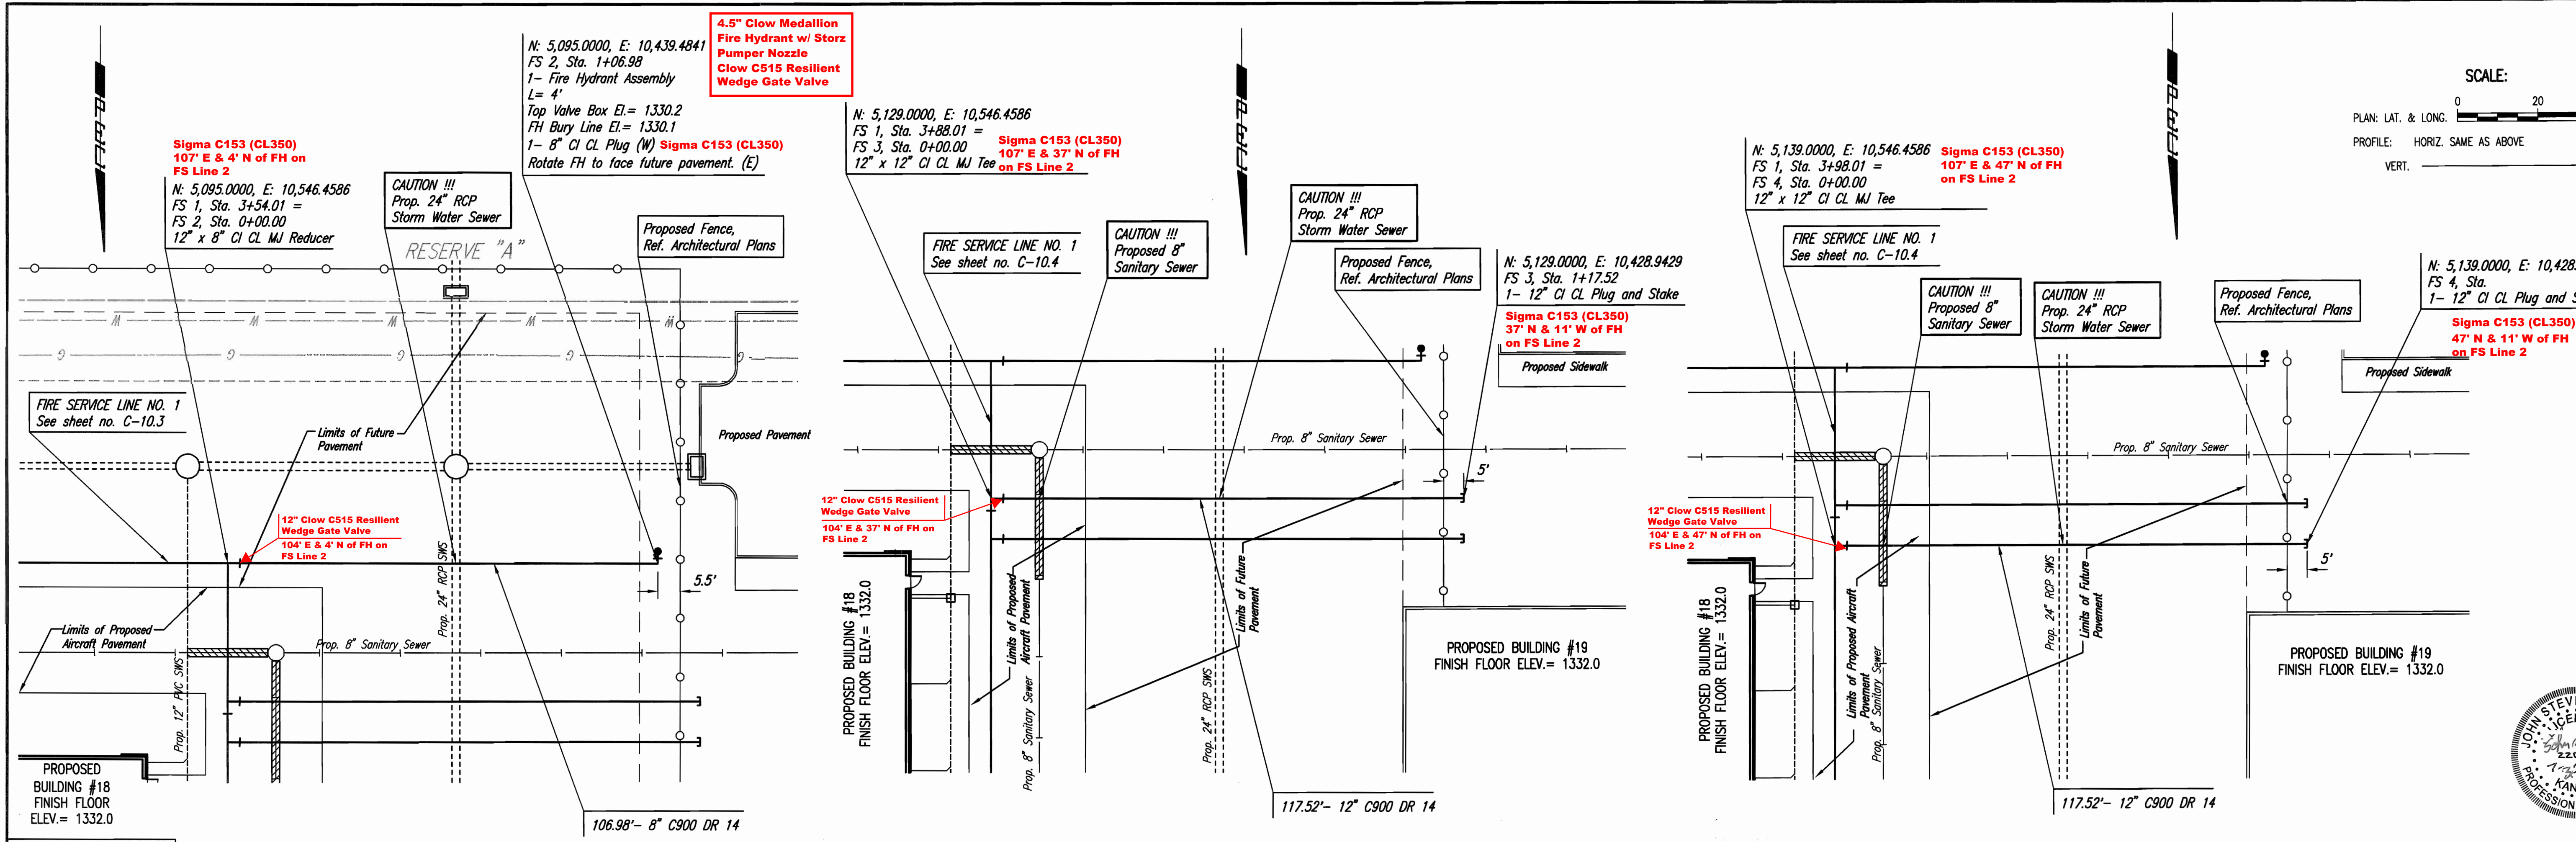 4.5" Clow Medallion
Fire Hydrant w/ Storz
Pumper Nozzle
Clow C515 Resilient
Wedge Gate Valve
N: 5,095.0000, E: 10,439.4841
FS 2, Sta. 1+06.98
1- Fire Hydrant Assembly
L= 4'
Top Valve Box El.= 1330.2
FH Bury Line El.= 1330.1
1- 8" CI CL Plug (W) Sigma C153 (CL350)
Rotate FH to face future pavement. (E)
Sigma C153 (CL350)
107' E & 4' N of FH on
FS Line 2
N: 5,095.0000, E: 10,546.4586
FS 1, Sta. 3+54.01 =
FS 2, Sta. 0+00.00
12" x 8" CI CL MJ Reducer
CAUTION !!!
Prop. 24" RCP
Storm Water Sewer
RESERVE "A"
Proposed Fence,
Ref. Architectural Plans
W W W W W
G G G G G
FIRE SERVICE LINE NO. 1
See sheet no. C-10.3
Limits of Future
Pavement
Proposed Pavement
12" Clow C515 Resilient
Wedge Gate Valve
104' E & 4' N of FH on
FS Line 2
5.5'
Prop. 24" RCP SWS
Limits of Proposed
Aircraft Pavement
Prop. 8" Sanitary Sewer
Prop. 12" PVC SWS
PROPOSED
BUILDING #18
FINISH FLOOR
ELEV.= 1332.0
106.98'- 8" C900 DR 14
N: 5,129.0000, E: 10,546.4586
FS 1, Sta. 3+88.01 =
FS 3, Sta. 0+00.00
12" x 12" CI CL MJ Tee
Sigma C153 (CL350)
107' E & 37' N of FH
on FS Line 2
FIRE SERVICE LINE NO. 1
See sheet no. C-10.4
CAUTION !!!
Proposed 8"
Sanitary Sewer
CAUTION !!!
Prop. 24" RCP
Storm Water Sewer
Proposed Fence,
Ref. Architectural Plans
N: 5,129.0000, E: 10,428.9429
FS 3, Sta. 1+17.52
1- 12" CI CL Plug and Stake
Sigma C153 (CL350)
37' N & 11' W of FH
on FS Line 2
Proposed Sidewalk
Prop. 8" Sanitary Sewer
5'
12" Clow C515 Resilient
Wedge Gate Valve
104' E & 37' N of FH on
FS Line 2
PROPOSED BUILDING #18
FINISH FLOOR ELEV.= 1332.0
Limits of Proposed
Aircraft Pavement
Prop. 8" Sanitary Sewer
Prop. 24" RCP SWS
Limits of Future
Pavement
PROPOSED BUILDING #19
FINISH FLOOR ELEV.= 1332.0
117.52'- 12" C900 DR 14
N: 5,139.0000, E: 10,546.4586
FS 1, Sta. 3+98.01 =
FS 4, Sta. 0+00.00
12" x 12" CI CL MJ Tee
Sigma C153 (CL350)
107' E & 47' N of FH
on FS Line 2
FIRE SERVICE LINE NO. 1
See sheet no. C-10.4
CAUTION !!!
Proposed 8"
Sanitary Sewer
CAUTION !!!
Prop. 24" RCP
Storm Water Sewer
Proposed Fence,
Ref. Architectural Plans
N: 5,139.0000, E: 10,428.
FS 4, Sta.
1- 12" CI CL Plug and S
Sigma C153 (CL350)
47' N & 11' W of FH
on FS Line 2
Proposed Sidewalk
Prop. 8" Sanitary Sewer
12" Clow C515 Resilient
Wedge Gate Valve
104' E & 47' N of FH on
FS Line 2
5'
PROPOSED BUILDING #18
FINISH FLOOR ELEV.= 1332.0
Limits of Proposed Aircraft
Pavement
Prop. 8" Sanitary Sewer
Prop. 24" RCP SWS
Limits of Future
Pavement
PROPOSED BUILDING #19
FINISH FLOOR ELEV.= 1332.0
117.52'- 12" C900 DR 14
SCALE:
0 20
PLAN: LAT. & LONG.
PROFILE: HORIZ. SAME AS ABOVE
VERT.
JOHN STEV